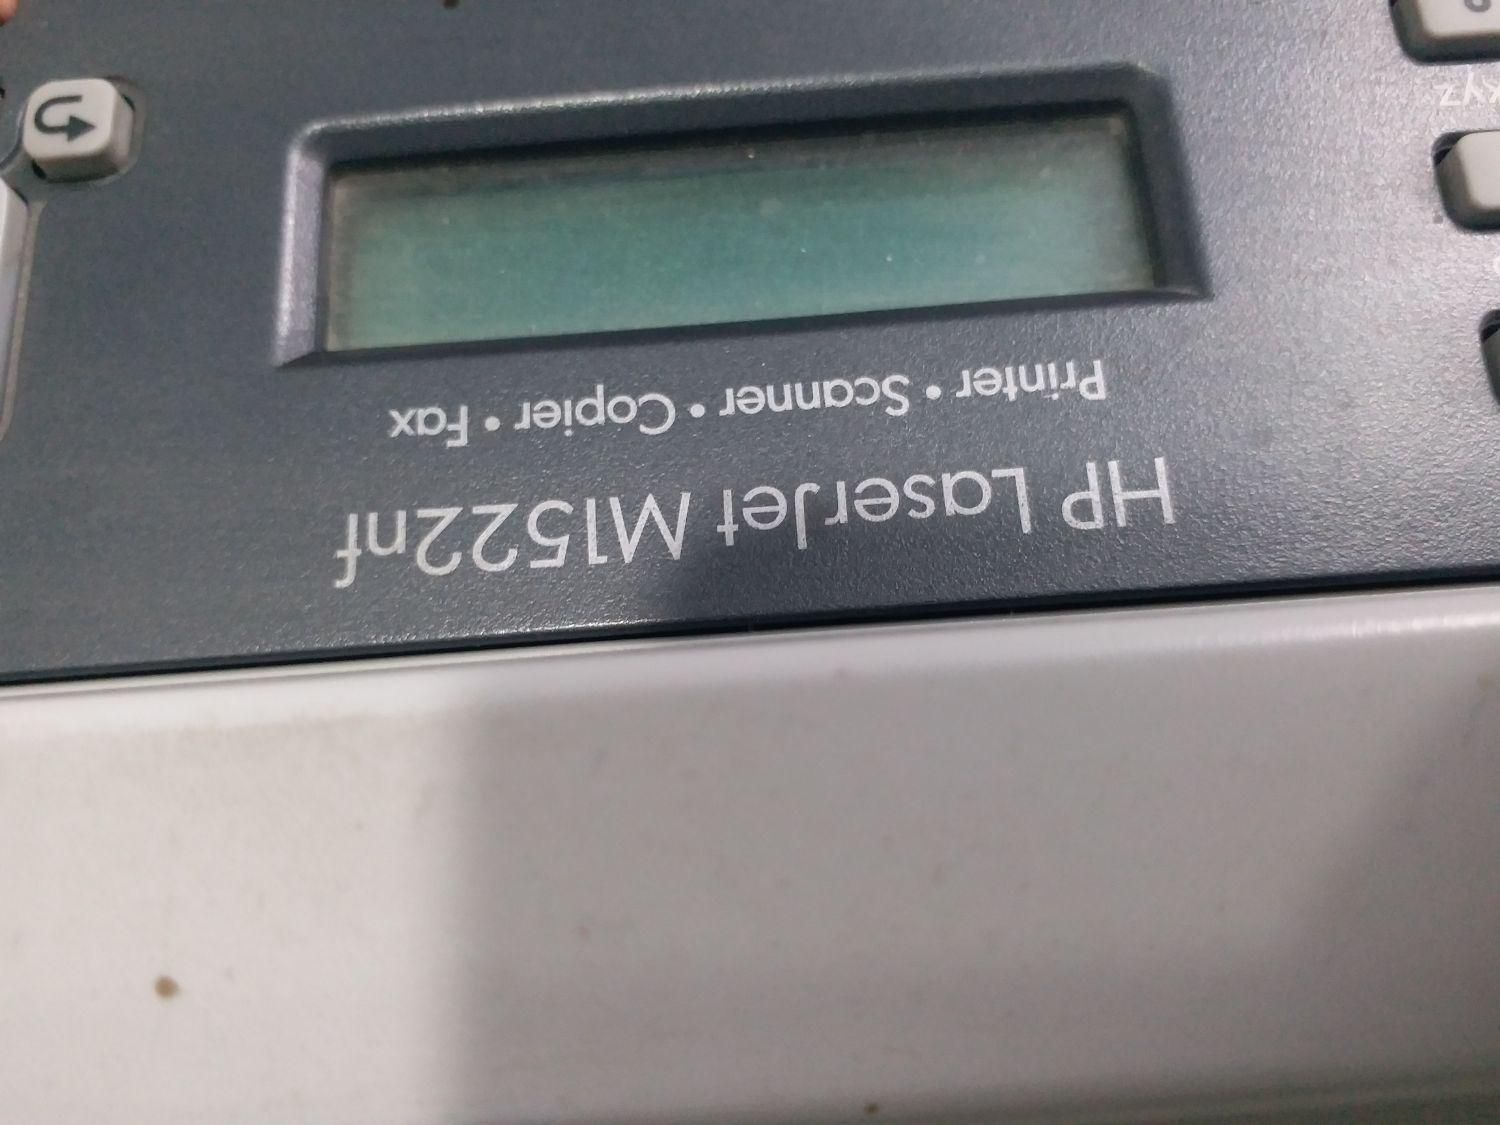 HP LaserJet M1522nf
Printer • Scanner • Copier • Fax